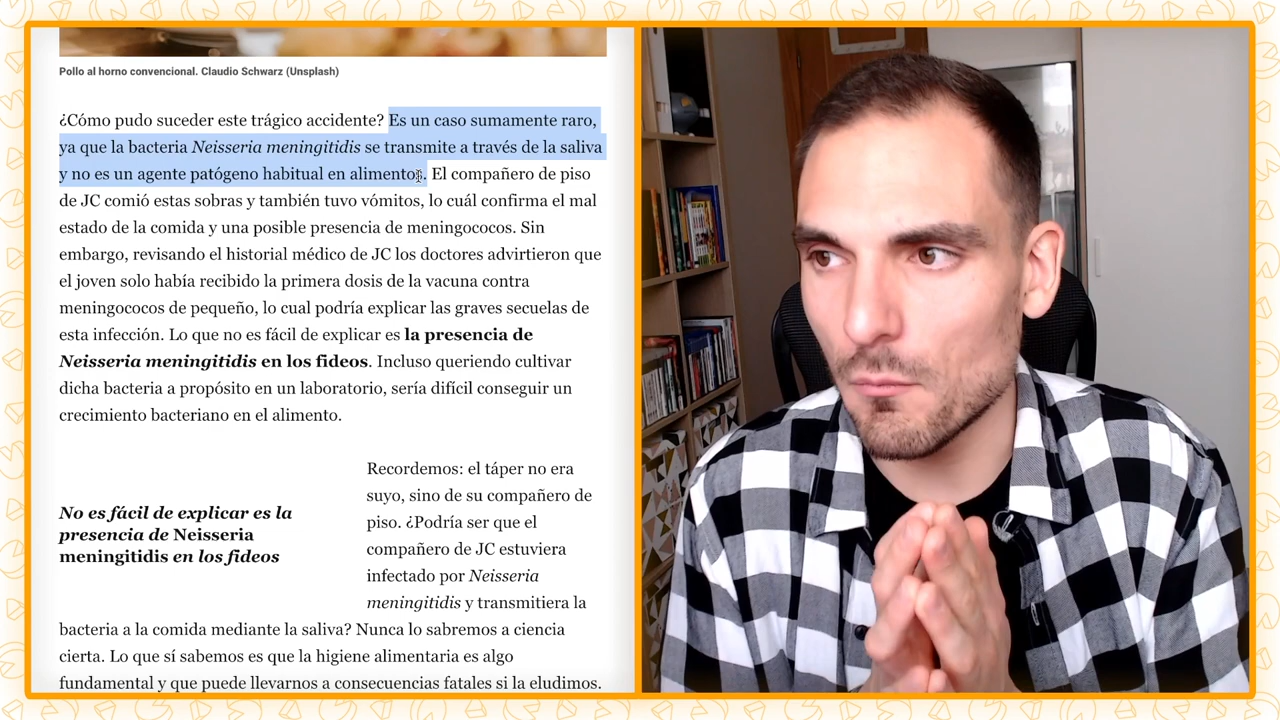 Pollo al horno convencional. Claudio Schwarz (Unsplash)
¿Cómo pudo suceder este trágico accidente? Es un caso sumamente raro,
ya que la bacteria Neisseria meningitidis se transmite a través de la saliva
y no es un agente patógeno habitual en alimentos. El compañero de piso
de JC comió estas sobras y también tuvo vómitos, lo cuál confirma el mal
estado de la comida y una posible presencia de meningococos. Sin
embargo, revisando el historial médico de JC los doctores advirtieron que
el joven solo había recibido la primera dosis de la vacuna contra
meningococos de pequeño, lo cual podría explicar las graves secuelas de
esta infección. Lo que no es fácil de explicar es la presencia de
Neisseria meningitidis en los fideos. Incluso queriendo cultivar
dicha bacteria a propósito en un laboratorio, sería difícil conseguir un
crecimiento bacteriano en el alimento.
No es fácil de explicar es la
presencia de Neisseria
meningitidis en los fideos
Recordemos: el táper no era
suyo, sino de su compañero de
piso. ¿Podría ser que el
compañero de JC estuviera
infectado por Neisseria
meningitidis y transmitiera la
bacteria a la comida mediante la saliva? Nunca lo sabremos a ciencia
cierta. Lo que sí sabemos es que la higiene alimentaria es algo
fundamental y que puede llevarnos a consecuencias fatales si la eludimos.